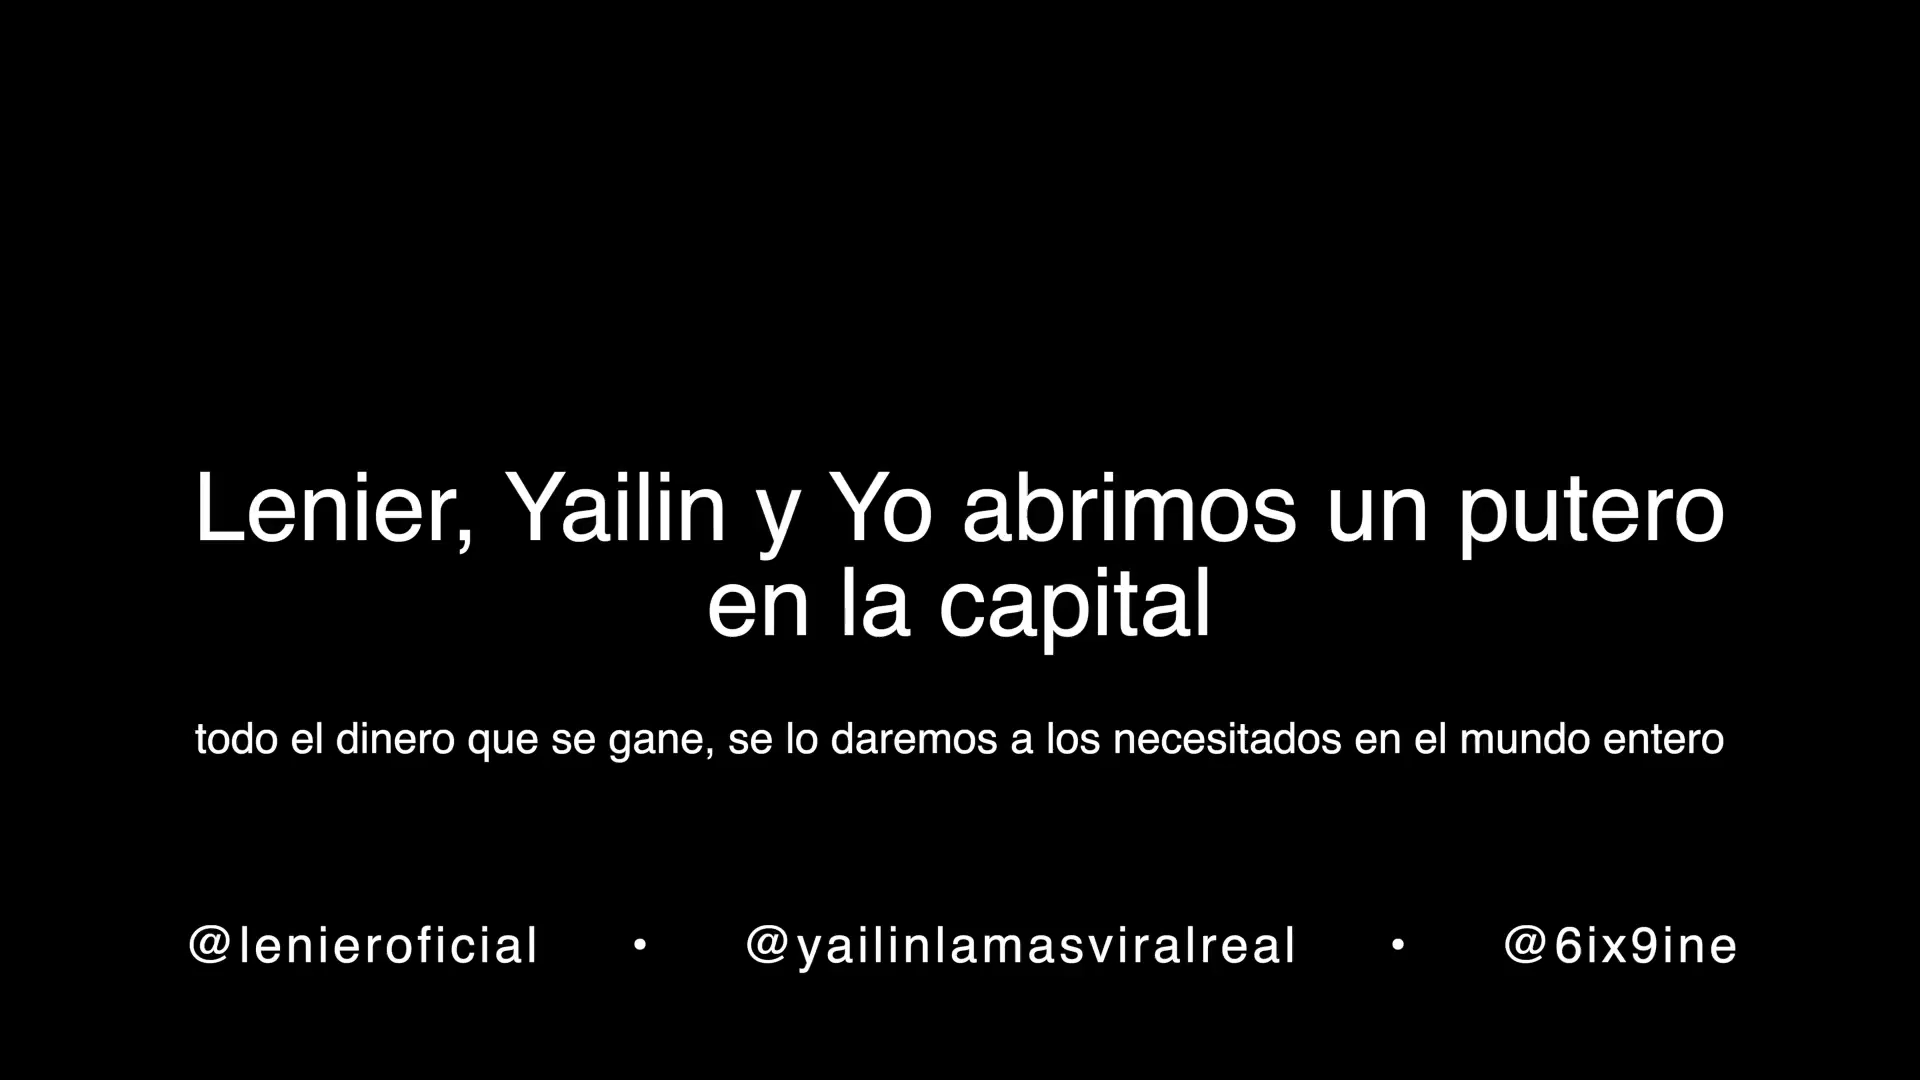 Lenier, Yailin y Yo abrimos un putero
en la capital
todo el dinero que se gane, se lo daremos a los necesitados en el mundo entero
@lenieroficial • @yailinlamasviralreal • @6ix9ine